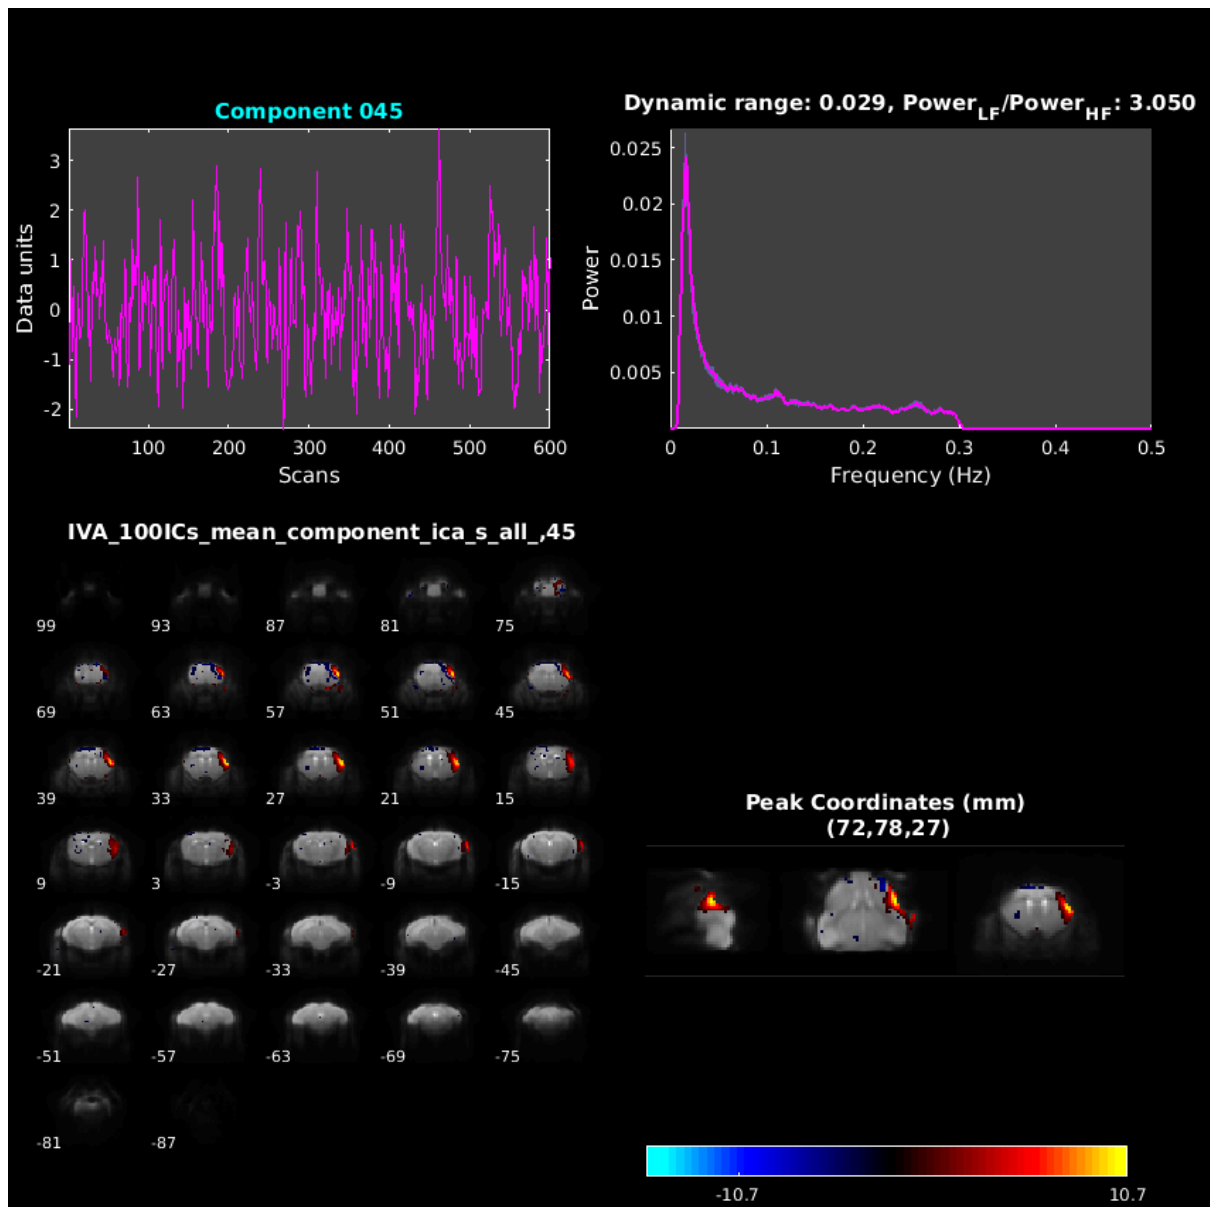 Component 045
3
2
1
0
-1
-2
Data units
100 200 300 400 500 600
Scans
Dynamic range: 0.029, PowerLF/PowerHF: 3.050
0.025
0.02
0.015
0.01
0.005
Power
0 0.1 0.2 0.3 0.4 0.5
Frequency (Hz)
IVA_100ICs_mean_component_ica_s_all_,45
99 93 87 81 75
69 63 57 51 45
39 33 27 21 15
9 3 -3 -9 -15
-21 -27 -33 -39 -45
-51 -57 -63 -69 -75
-81 -87
Peak Coordinates (mm)
(72,78,27)
-10.7 10.7